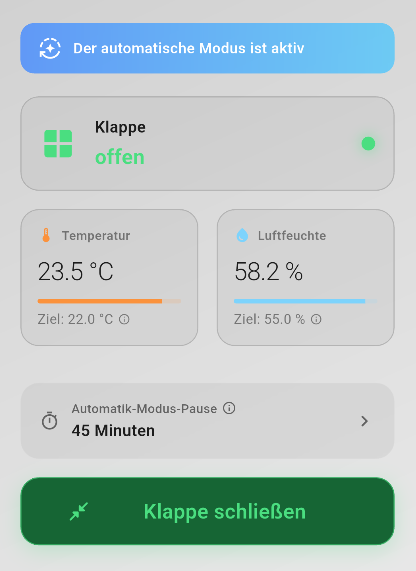 Der automatische Modus ist aktiv
Klappe
offen
Temperatur
23.5 °C
Ziel: 22.0 °C
Luftfeuchte
58.2 %
Ziel: 55.0 %
Automatik-Modus-Pause
45 Minuten
Klappe schließen